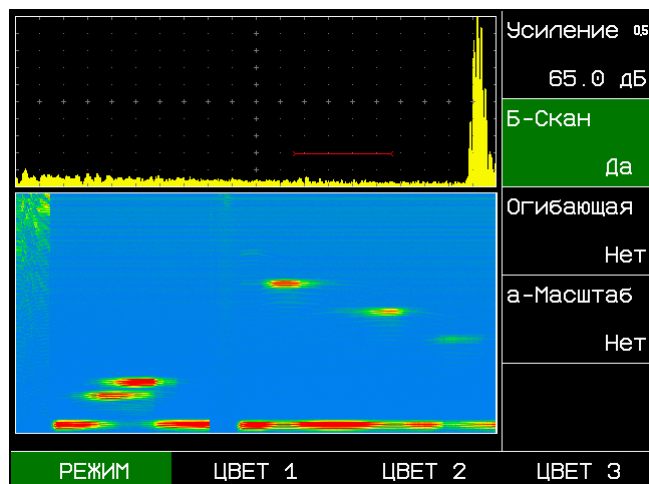 Усиление 0,5
65.0 дБ
Б-Скан
Да
Огибающая
Нет
а-Масштаб
Нет
РЕЖИМ ЦВЕТ 1 ЦВЕТ 2 ЦВЕТ 3